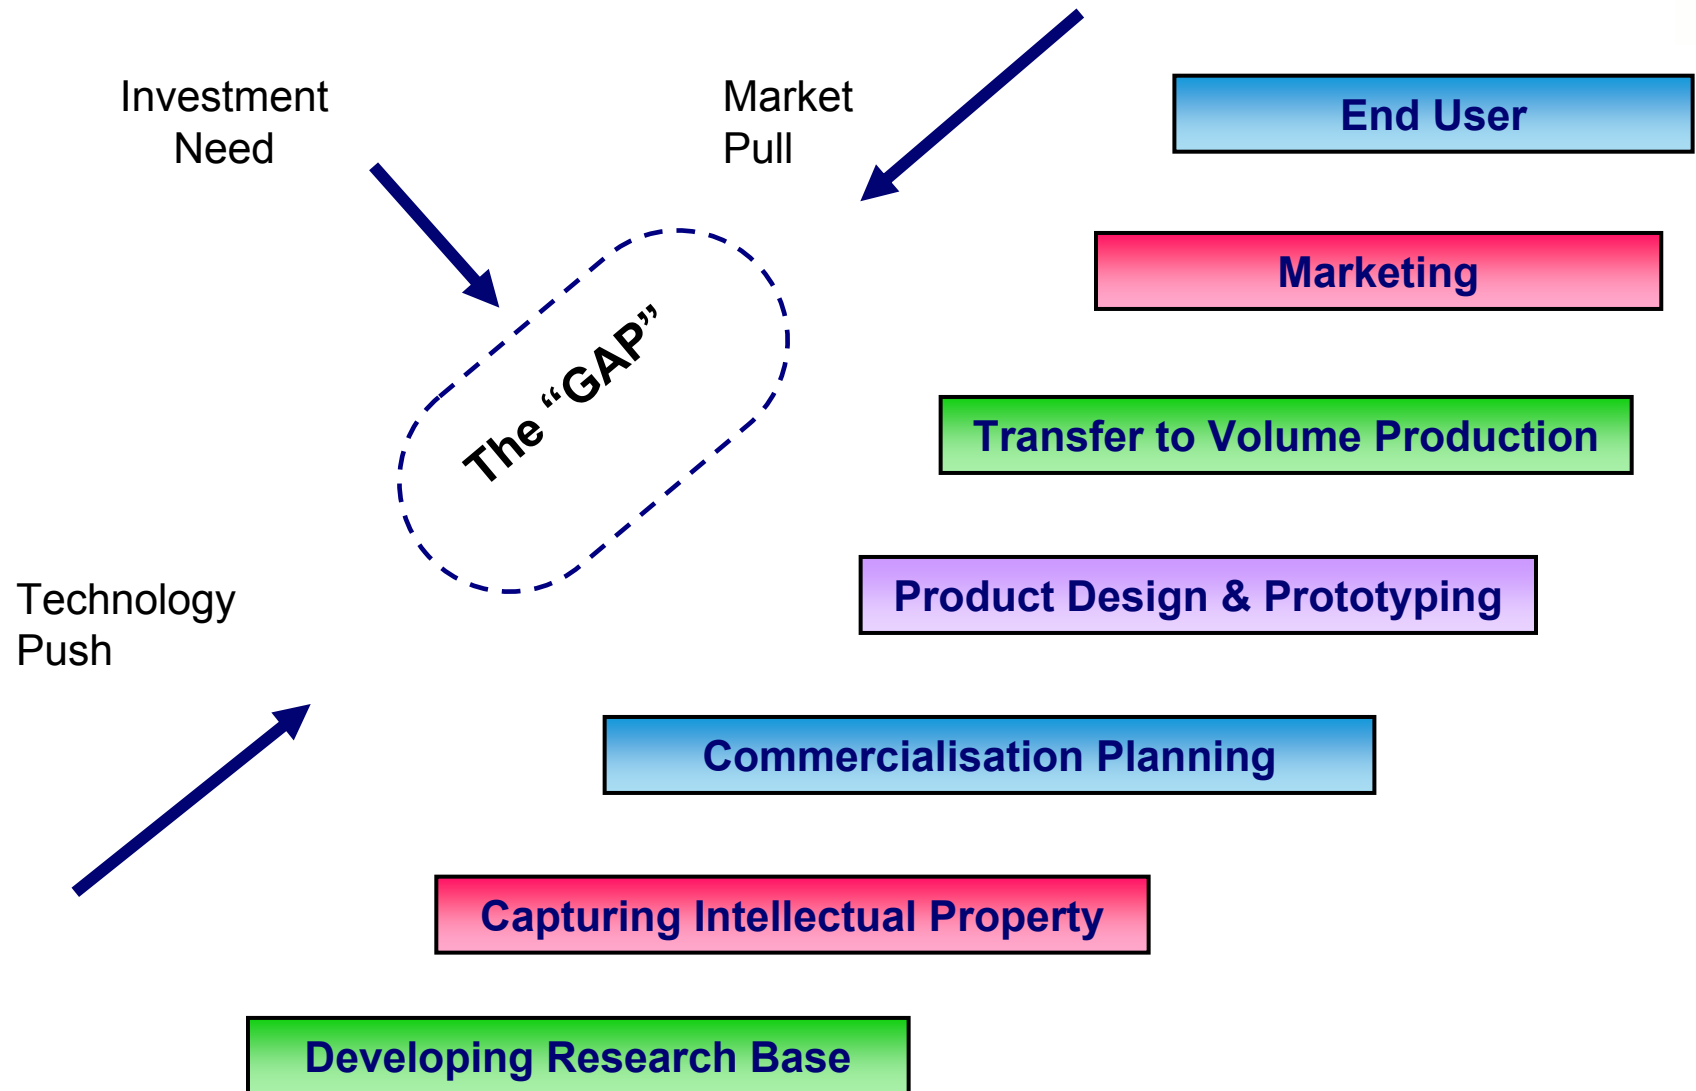 Investment
Need
Market
Pull
End User
Marketing
The “GAP”
Transfer to Volume Production
Technology
Push
Product Design & Prototyping
Commercialisation Planning
Capturing Intellectual Property
Developing Research Base